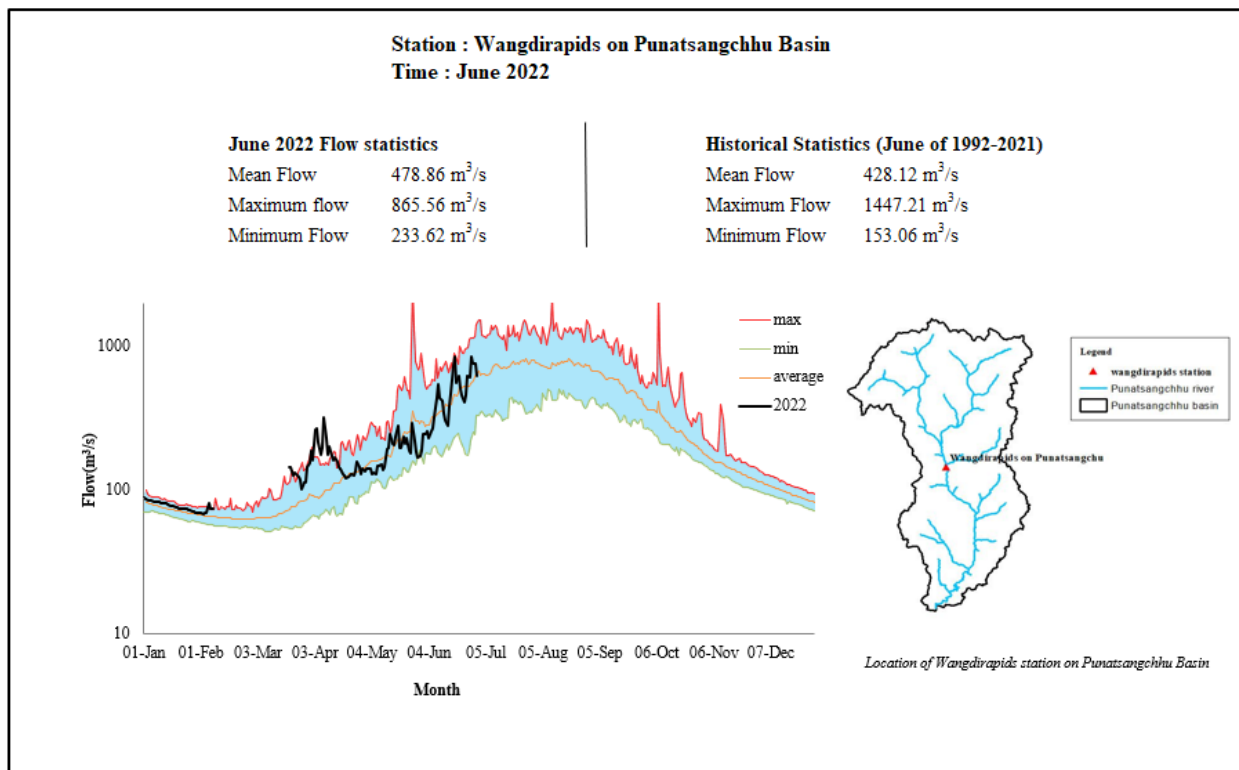 Station : Wangdirapids on Punatsangchhu Basin
Time : June 2022
June 2022 Flow statistics
Mean Flow 478.86 m³/s
Maximum flow 865.56 m³/s
Minimum Flow 233.62 m³/s
Historical Statistics (June of 1992-2021)
Mean Flow 428.12 m³/s
Maximum Flow 1447.21 m³/s
Minimum Flow 153.06 m³/s
Flow(m³/s)
1000
100
10
01-Jan 01-Feb 03-Mar 03-Apr 04-May 04-Jun 05-Jul 05-Aug 05-Sep 06-Oct 06-Nov 07-Dec
Month
max
min
average
2022
Wangdirapids on Punatsangchu
Legend
wangdirapids station
Punatsangchhu river
Punatsangchhu basin
Location of Wangdirapids station on Punatsangchhu Basin